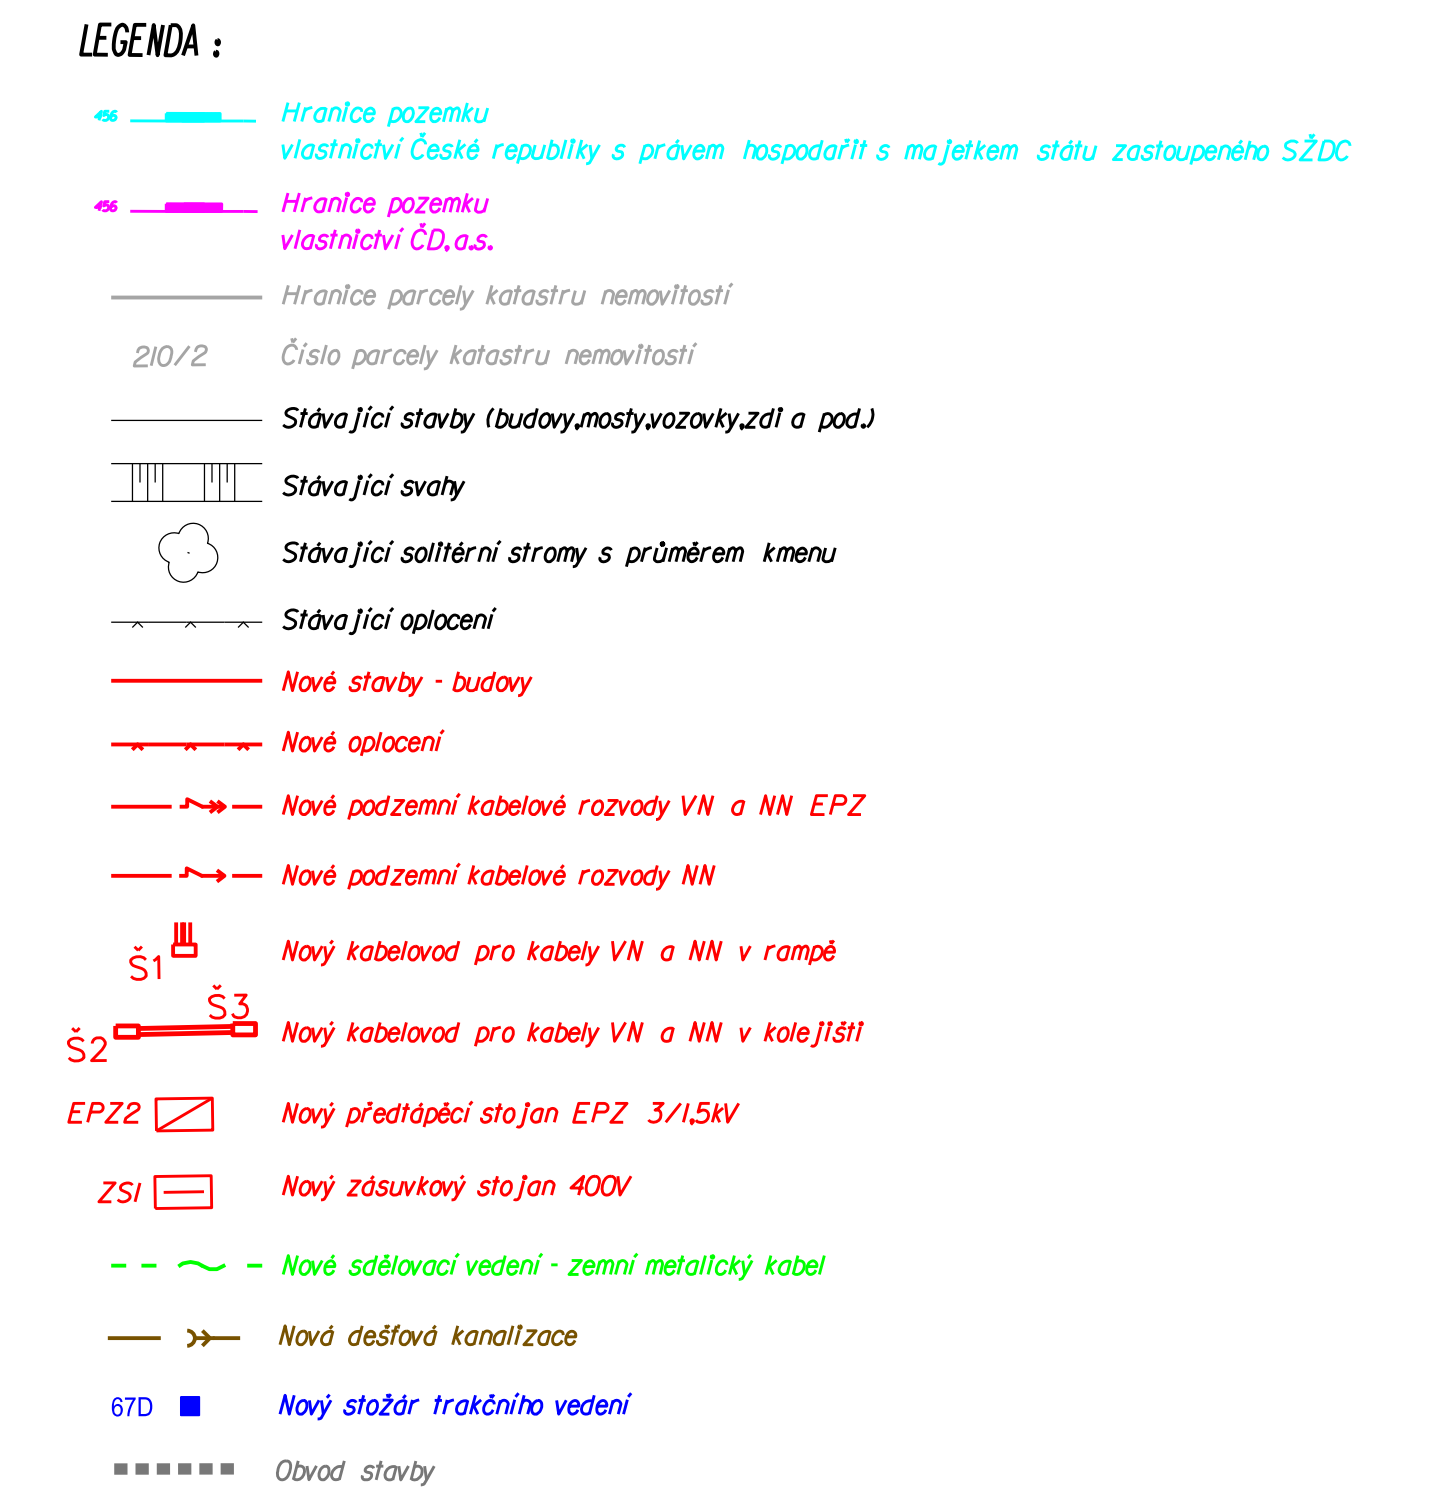 LEGENDA :
456 Hranice pozemku
vlastnictví České republiky s právem hospodařit s majetkem státu zastoupeného SŽDC
456 Hranice pozemku
vlastnictví ČD,a.s.
Hranice parcely katastru nemovitostí
210/2 Číslo parcely katastru nemovitostí
Stávající stavby (budovy,mosty,vozovky,zdi a pod.)
Stávající svahy
Stávající solitérní stromy s průměrem kmenu
Stávající oplocení
Nové stavby - budovy
Nové oplocení
Nové podzemní kabelové rozvody VN a NN EPZ
Nové podzemní kabelové rozvody NN
Š1 Nový kabelovod pro kabely VN a NN v rampě
Š3
Š2 Nový kabelovod pro kabely VN a NN v kolejišti
EPZ2 Nový předtápěcí stojan EPZ 3/1,5kV
ZS1 Nový zásuvkový stojan 400V
Nové sdělovací vedení - zemní metalický kabel
Nová dešťová kanalizace
67D Nový stožár trakčního vedení
Obvod stavby